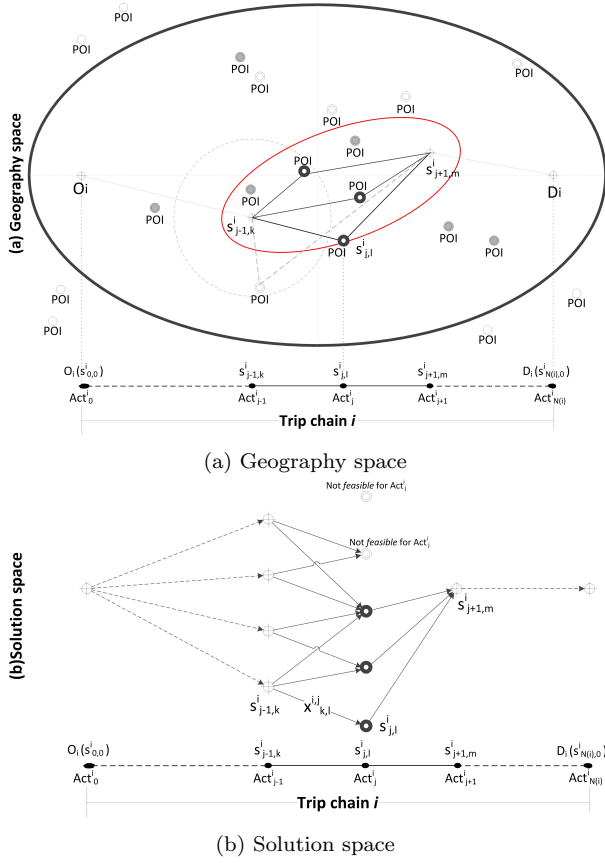 POI
POI
POI
POI
POI
POI
POI
POI
POI
POI
s^i_{j+1,m}
O_i
D_i
POI
POI
POI
s^i_{j-1,k}
POI
s^i_{j,l}
POI
POI
POI
POI
POI
POI
POI
(a) Geography space
O_i (s^i_{0,0}) s^i_{j-1,k} s^i_{j,l} s^i_{j+1,m} D_i (s^i_{N(i),0})
Act^i_0 Act^i_{j-1} Act^i_j Act^i_{j+1} Act^i_{N(i)}
Trip chain i
(a) Geography space
Not feasible for Act^i_j
Not feasible for Act^i_j
s^i_{j+1,m}
s^i_{j-1,k} x^{i,j}_{k,l} s^i_{j,l}
(b)Solution space
O_i (s^i_{0,0}) s^i_{j-1,k} s^i_{j,l} s^i_{j+1,m} D_i (s^i_{N(i),0})
Act^i_0 Act^i_{j-1} Act^i_j Act^i_{j+1} Act^i_{N(i)}
Trip chain i
(b) Solution space